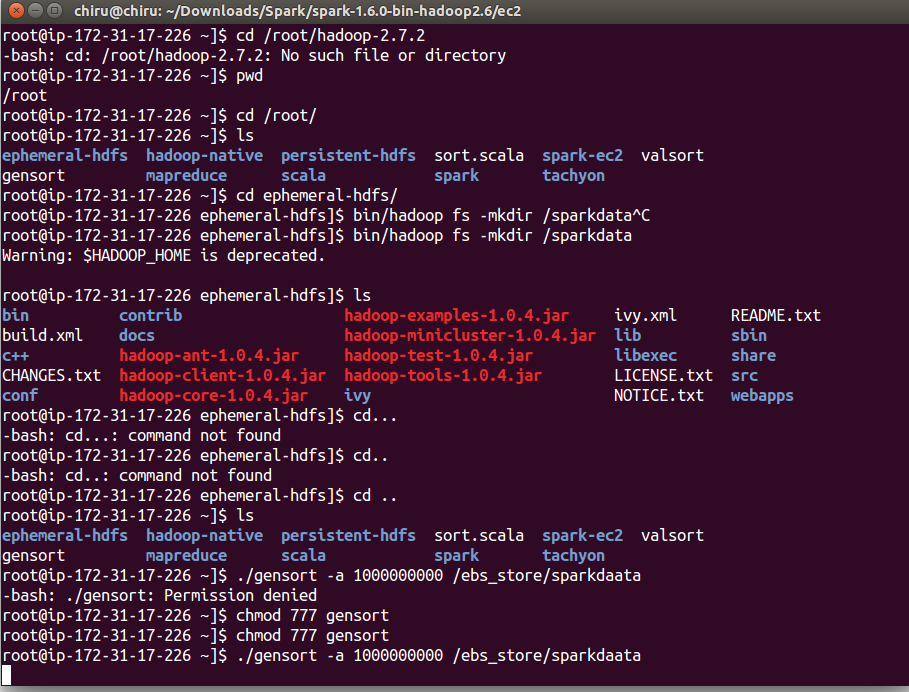 chiru@chiru: ~/Downloads/Spark/spark-1.6.0-bin-hadoop2.6/ec2
root@ip-172-31-17-226 ~]$ cd /root/hadoop-2.7.2
-bash: cd: /root/hadoop-2.7.2: No such file or directory
root@ip-172-31-17-226 ~]$ pwd
/root
root@ip-172-31-17-226 ~]$ cd /root/
root@ip-172-31-17-226 ~]$ ls
ephemeral-hdfs  hadoop-native  persistent-hdfs  sort.scala  spark-ec2  valsort
gensort         mapreduce      scala            spark       tachyon
root@ip-172-31-17-226 ~]$ cd ephemeral-hdfs/
root@ip-172-31-17-226 ephemeral-hdfs]$ bin/hadoop fs -mkdir /sparkdata^C
root@ip-172-31-17-226 ephemeral-hdfs]$ bin/hadoop fs -mkdir /sparkdata
Warning: $HADOOP_HOME is deprecated.
root@ip-172-31-17-226 ephemeral-hdfs]$ ls
bin          contrib                  hadoop-examples-1.0.4.jar     ivy.xml      README.txt
build.xml    docs                     hadoop-minicluster-1.0.4.jar  lib          sbin
c++          hadoop-ant-1.0.4.jar     hadoop-test-1.0.4.jar         libexec      share
CHANGES.txt  hadoop-client-1.0.4.jar  hadoop-tools-1.0.4.jar        LICENSE.txt  src
conf         hadoop-core-1.0.4.jar    ivy                           NOTICE.txt   webapps
root@ip-172-31-17-226 ephemeral-hdfs]$ cd...
-bash: cd...: command not found
root@ip-172-31-17-226 ephemeral-hdfs]$ cd..
-bash: cd..: command not found
root@ip-172-31-17-226 ephemeral-hdfs]$ cd ..
root@ip-172-31-17-226 ~]$ ls
ephemeral-hdfs  hadoop-native  persistent-hdfs  sort.scala  spark-ec2  valsort
gensort         mapreduce      scala            spark       tachyon
root@ip-172-31-17-226 ~]$ ./gensort -a 1000000000 /ebs_store/sparkdaata
-bash: ./gensort: Permission denied
root@ip-172-31-17-226 ~]$ chmod 777 gensort
root@ip-172-31-17-226 ~]$ chmod 777 gensort
root@ip-172-31-17-226 ~]$ ./gensort -a 1000000000 /ebs_store/sparkdaata